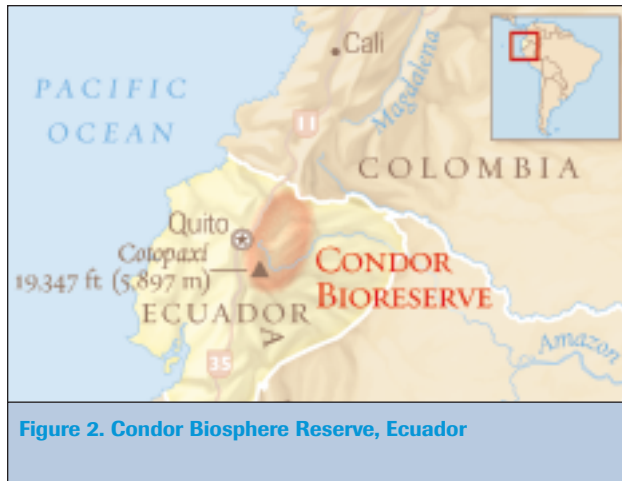 Cali
PACIFIC
OCEAN
Magdalena
11
COLOMBIA
Quito
Cotopaxi
19,347 ft (5,897 m)
CONDOR
BIORESERVE
ECUADOR
A
Amazon
35
Figure 2. Condor Biosphere Reserve, Ecuador